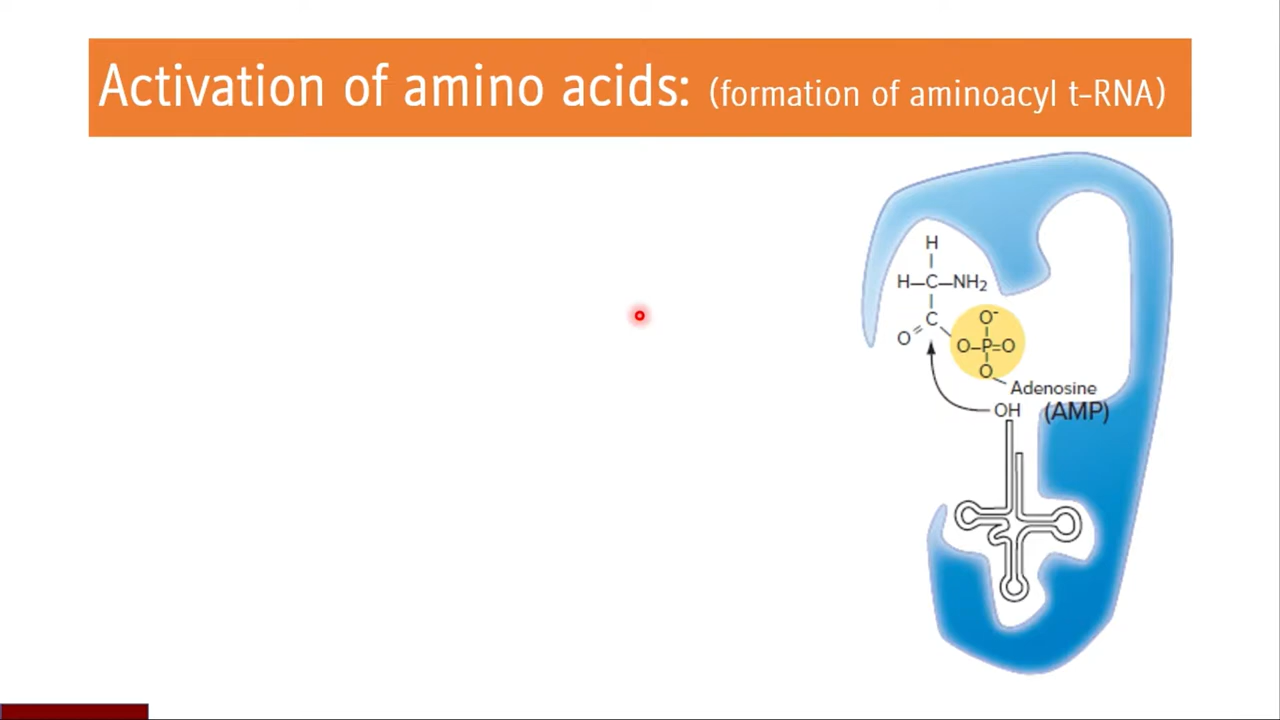 Activation of amino acids: (formation of aminoacyl t-RNA)
H
H–C–NH₂
C
O
O⁻
O–P=O
O
Adenosine
OH (AMP)